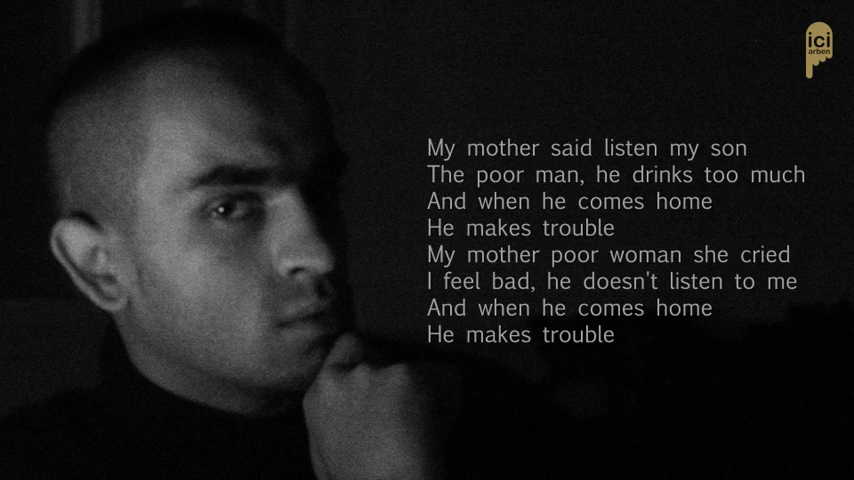 ici
arben
My mother said listen my son
The poor man, he drinks too much
And when he comes home
He makes trouble
My mother poor woman she cried
I feel bad, he doesn't listen to me
And when he comes home
He makes trouble